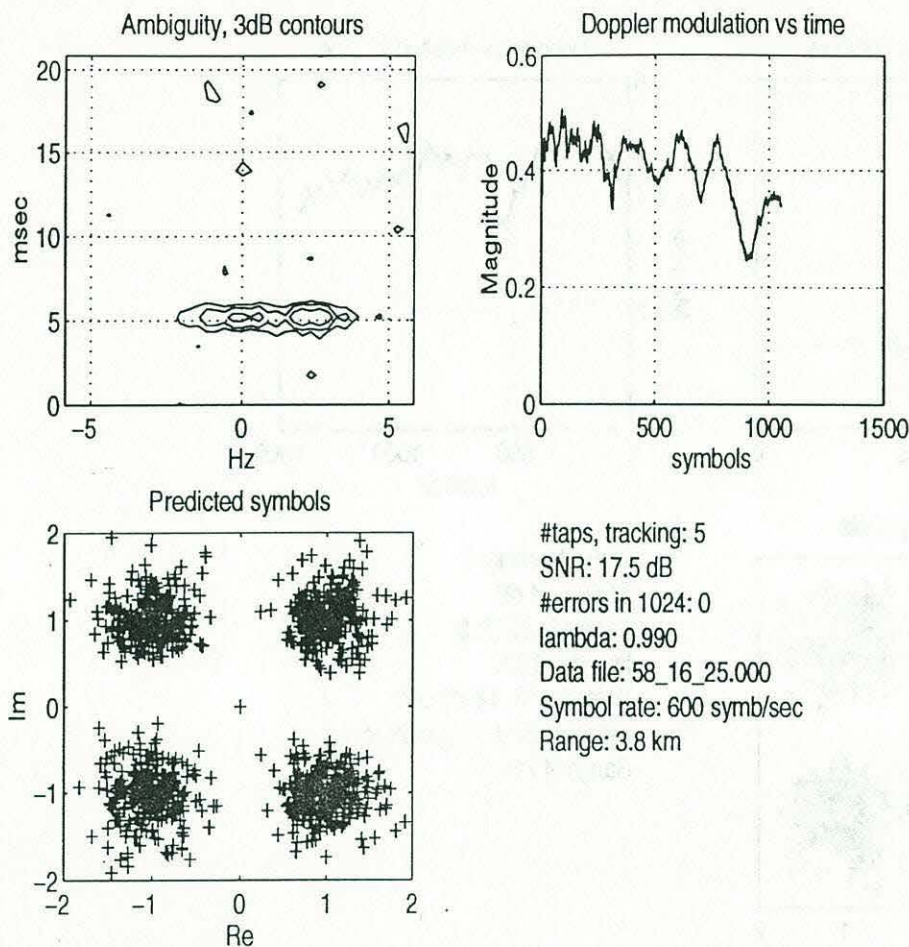 Ambiguity, 3dB contours
20
15
10
5
0
msec
−5
0
5
Hz
Doppler modulation vs time
0.6
0.4
0.2
0
Magnitude
0
500
1000
1500
symbols
Predicted symbols
2
1
0
−1
−2
Im
−2
−1
0
1
2
Re
#taps, tracking: 5
SNR: 17.5 dB
#errors in 1024: 0
lambda: 0.990
Data file: 58_16_25.000
Symbol rate: 600 symb/sec
Range: 3.8 km